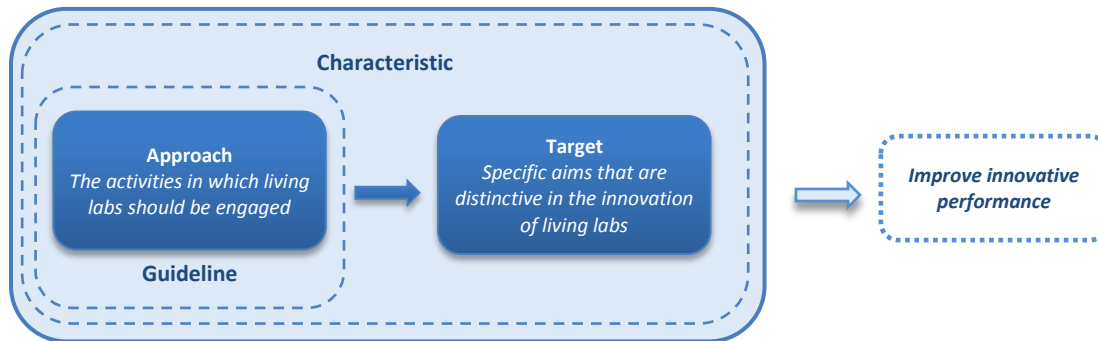 Characteristic
Approach
The activities in which living
labs should be engaged
Guideline
Target
Specific aims that are
distinctive in the innovation
of living labs
Improve innovative
performance